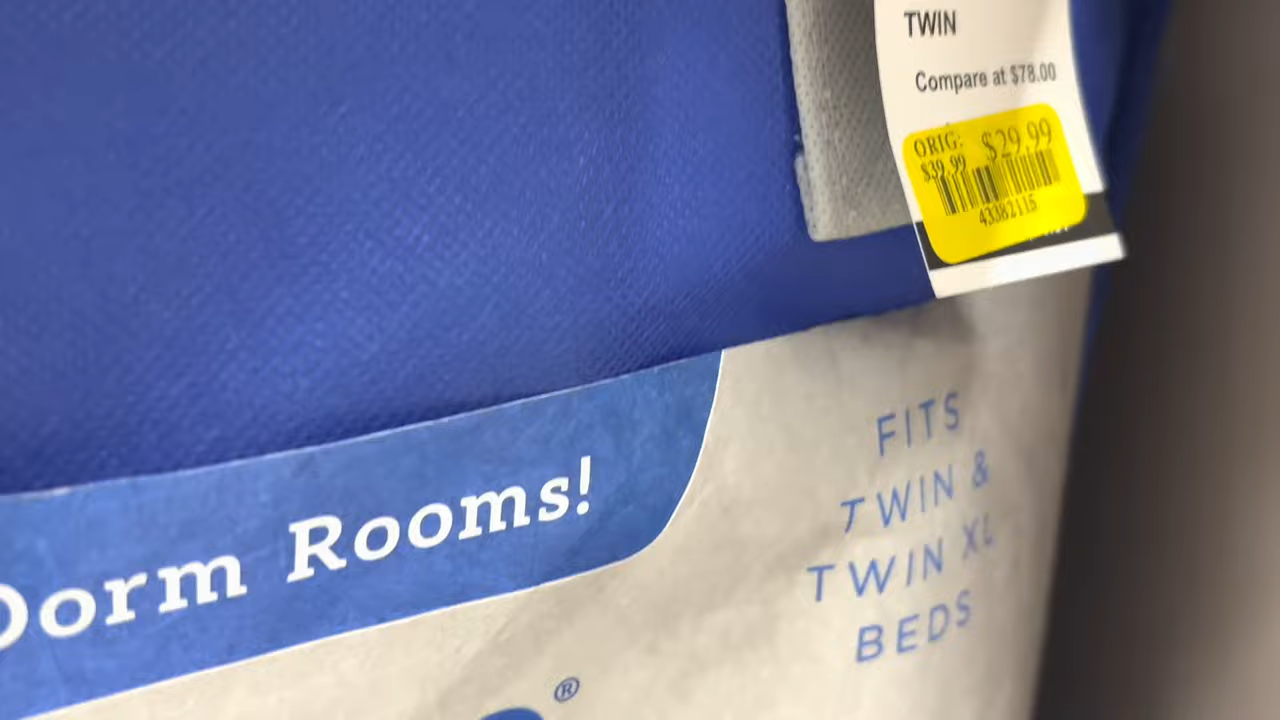 TWIN
Compare at $78.00
ORIG: $29.99
$39.99
43382115
Dorm Rooms!
FITS
TWIN &
TWIN XL
BEDS
®